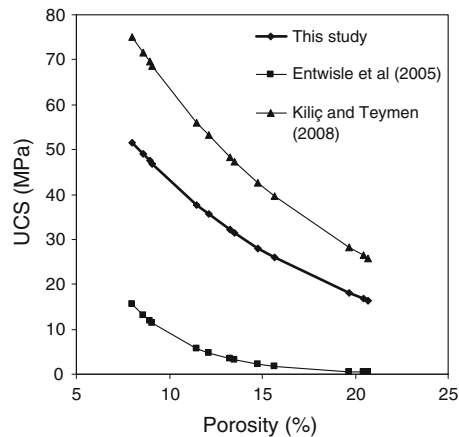 80
70
60
50
40
30
20
10
0
UCS (MPa)
This study
Entwisle et al (2005)
Kiliç and Teymen
(2008)
5 10 15 20 25
Porosity (%)